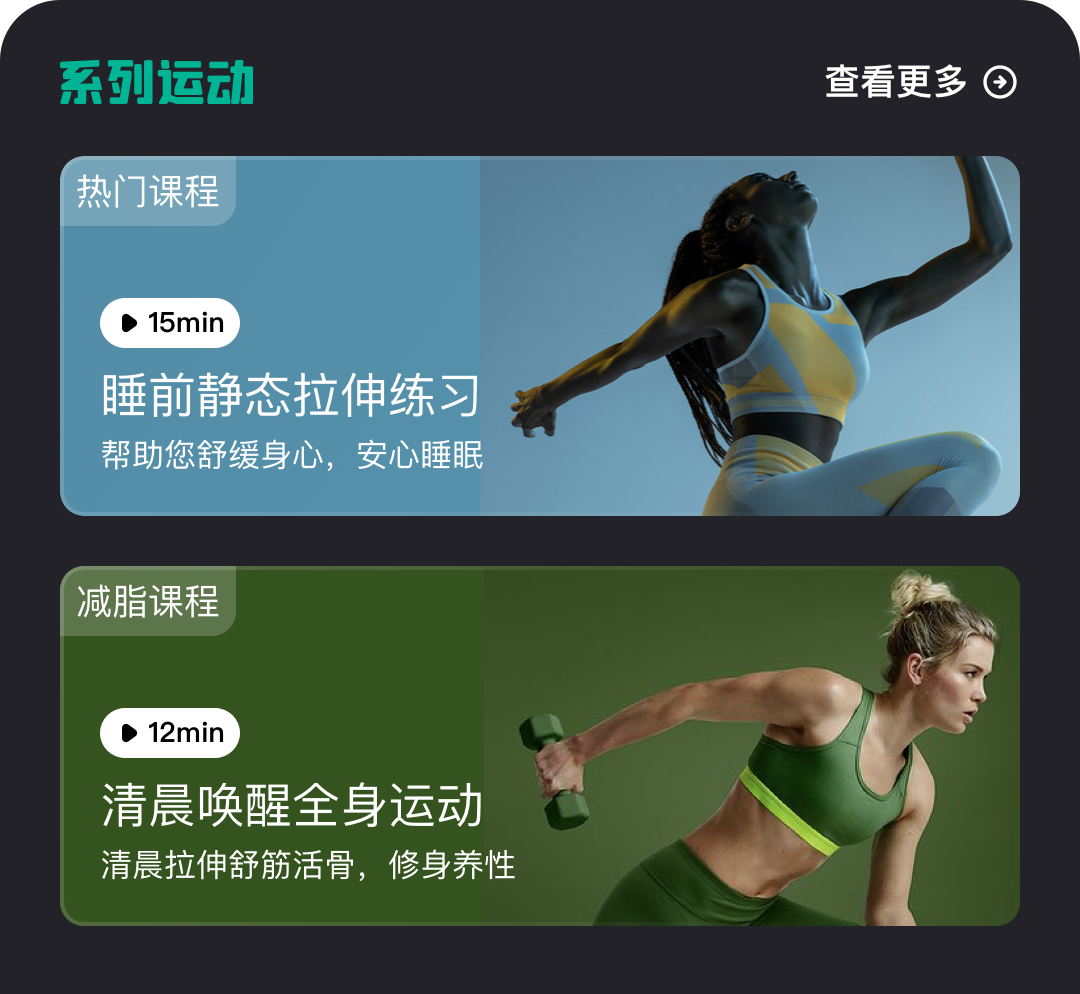 系列运动
查看更多
热门课程
15min
睡前静态拉伸练习
帮助您舒缓身心，安心睡眠
减脂课程
12min
清晨唤醒全身运动
清晨拉伸舒筋活骨，修身养性